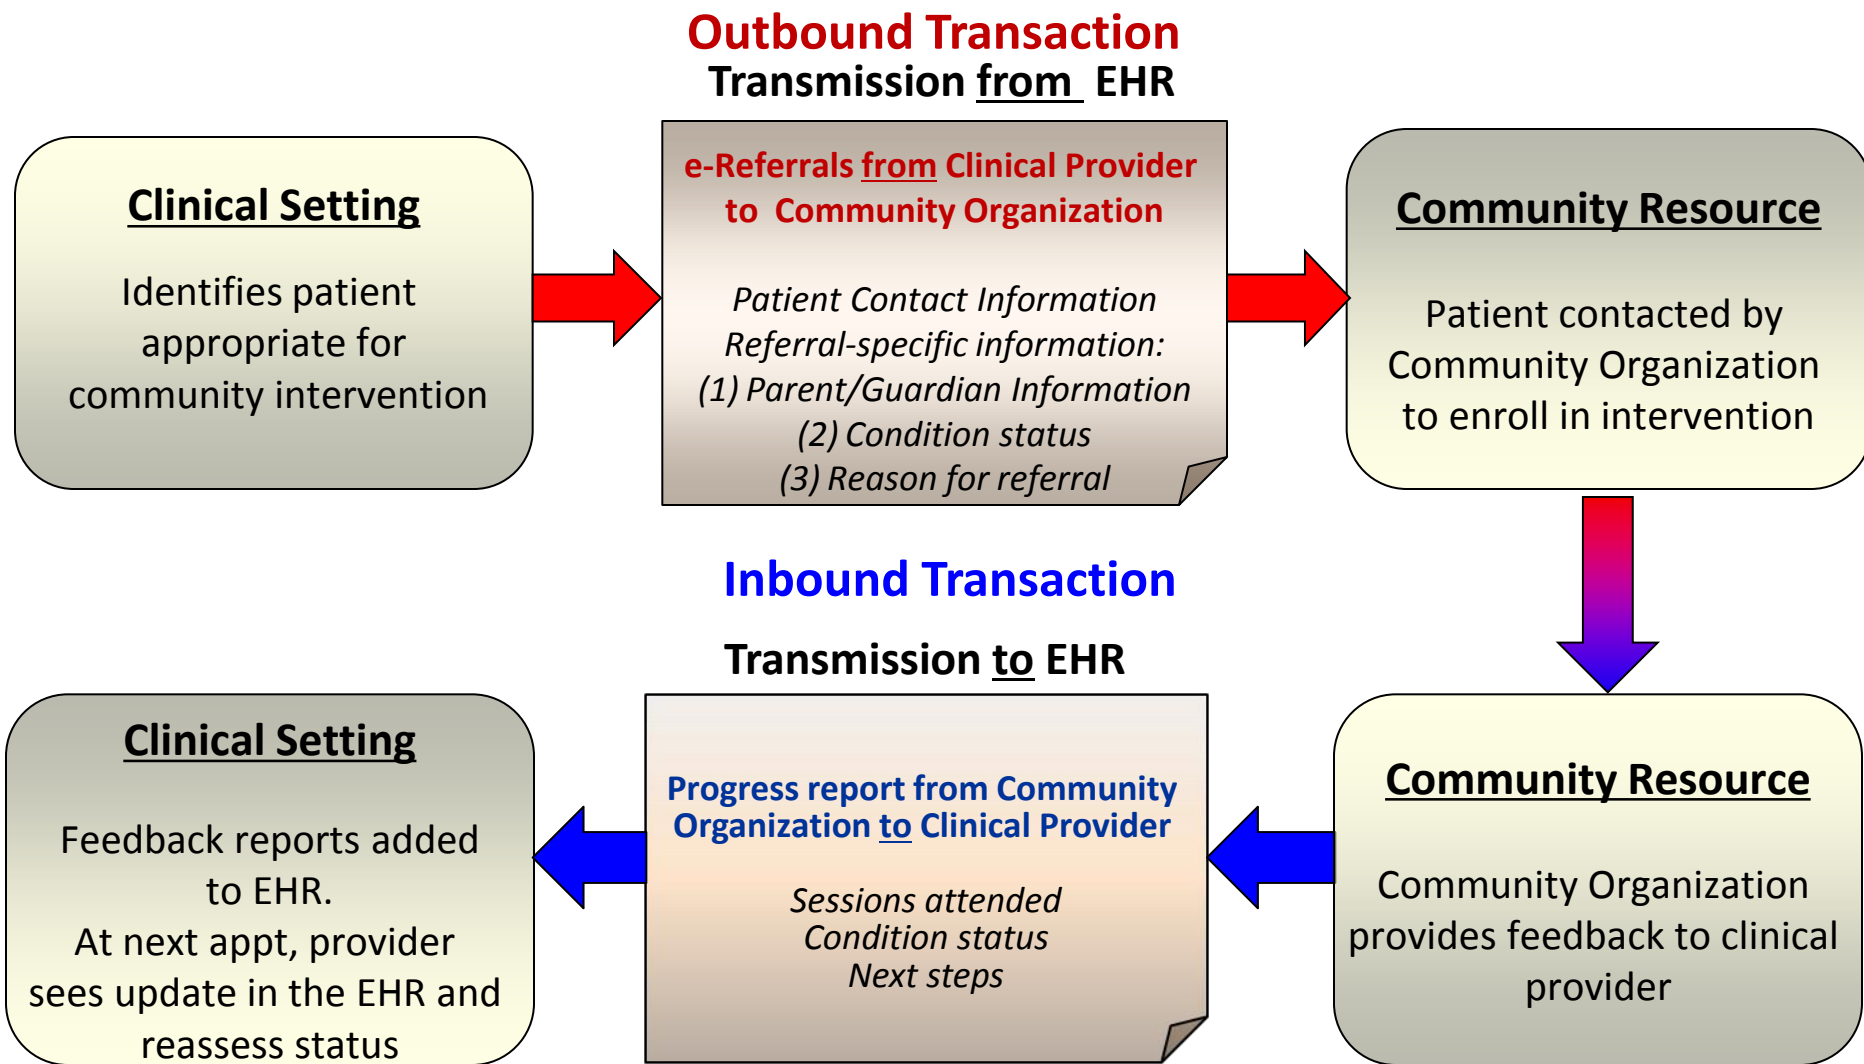 Outbound Transaction
Transmission from EHR
Clinical Setting
Identifies patient
appropriate for
community intervention
e-Referrals from Clinical Provider
to Community Organization
Patient Contact Information
Referral-specific information:
(1) Parent/Guardian Information
(2) Condition status
(3) Reason for referral
Community Resource
Patient contacted by
Community Organization
to enroll in intervention
Inbound Transaction
Transmission to EHR
Community Resource
Community Organization
provides feedback to clinical
provider
Progress report from Community
Organization to Clinical Provider
Sessions attended
Condition status
Next steps
Clinical Setting
Feedback reports added
to EHR.
At next appt, provider
sees update in the EHR and
reassess status